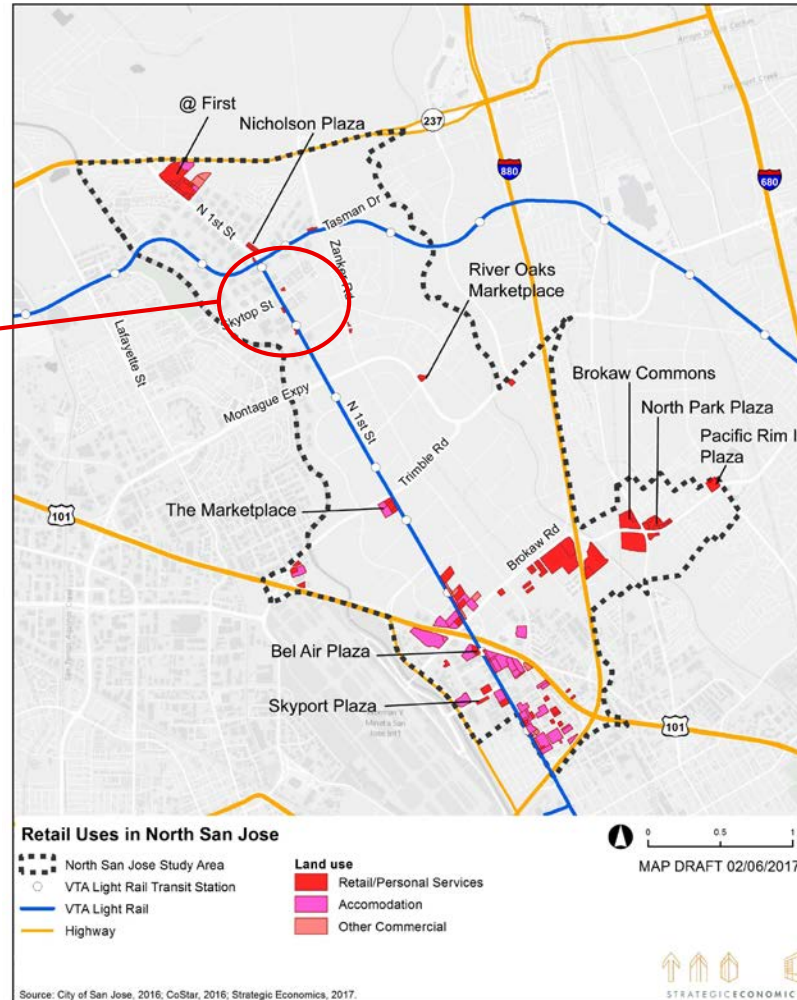 @ First
Nicholson Plaza
237
880
680
N 1st St
Tasman Dr
Zanker Rd
River Oaks
Marketplace
Skytop St
Lafayette St
Montague Expy
N 1st St
Brokaw Commons
North Park Plaza
Pacific Rim I
Plaza
Trimble Rd
101
The Marketplace
Brokaw Rd
Bel Air Plaza
Skyport Plaza
101
Retail Uses in North San Jose
North San Jose Study Area
VTA Light Rail Transit Station
VTA Light Rail
Highway
Land use
Retail/Personal Services
Accomodation
Other Commercial
0 0.5 1
MAP DRAFT 02/06/2017
STRATEGICECONOMIC
Source: City of San Jose, 2016; CoStar, 2016; Strategic Economics, 2017.